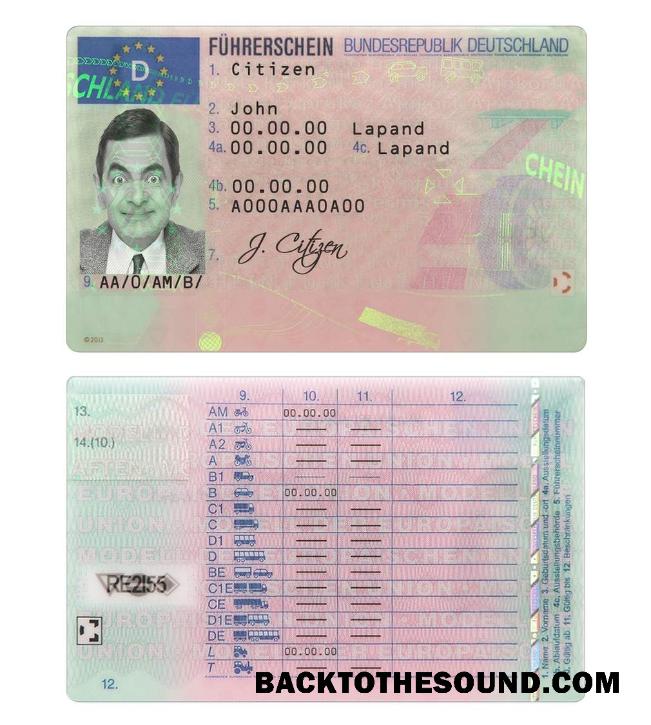 FÜHRERSCHEIN BUNDESREPUBLIK DEUTSCHLAND
D
1. Citizen
2. John
3. 00.00.00 Lapand
4a. 00.00.00 4c. Lapand
4b. 00.00.00
5. A000AAA0A00
7. J. Citizen
CHEIN
9. AA/0/AM/B/
© 2013
9. 10. 11. 12.
13.
14.(10.)
AM 00.00.00
A1
A2
A
B1
B 00.00.00
C1
C
D1
D
BE
C1E
CE
D1E
DE
L 00.00.00
T
RE2155
12.
1. Name 2. Vorname 3. Geburtsdatum und -ort 4a. Ausstellungsdatum
4b. Ablaufdatum 4c. Ausstellungsbehörde 5. Führerscheinnummer
10. Gültig ab 11. Gültig bis 12. Beschränkungen
BACKTOTHESOUND.COM